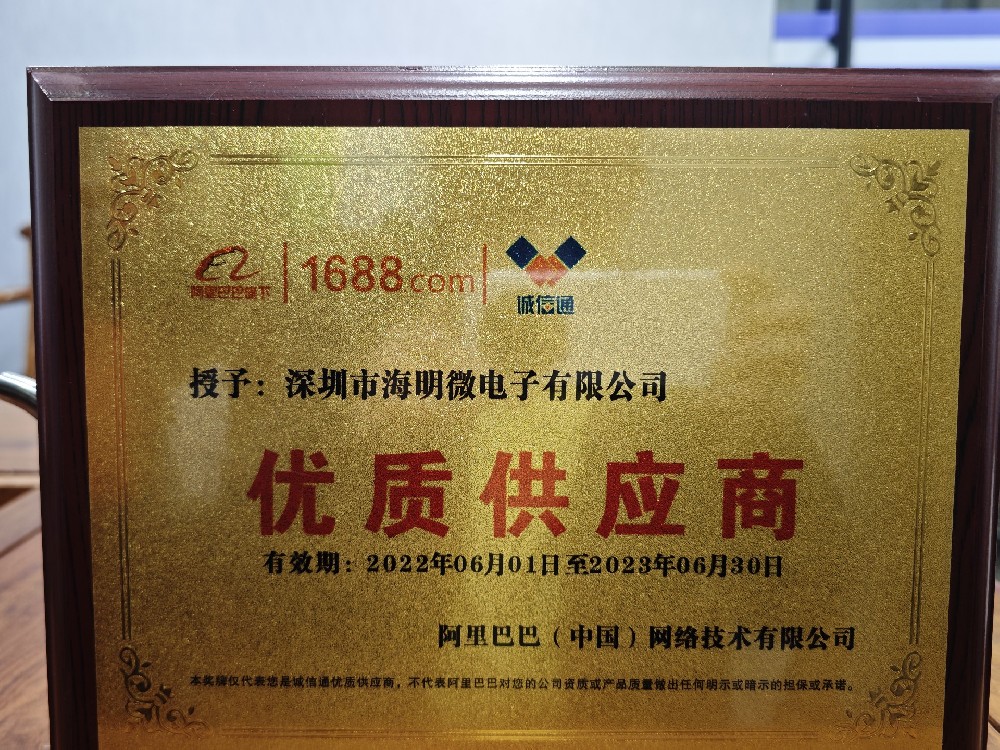 阿里巴巴旗下 1688.com 诚信通
授予：深圳市海明微电子有限公司
优质供应商
有效期：2022年06月01日至2023年06月30日
阿里巴巴（中国）网络技术有限公司
本奖牌仅代表您是诚信通优质供应商，不代表阿里巴巴对您的公司资质或产品质量做出任何明示或暗示的担保或承诺。